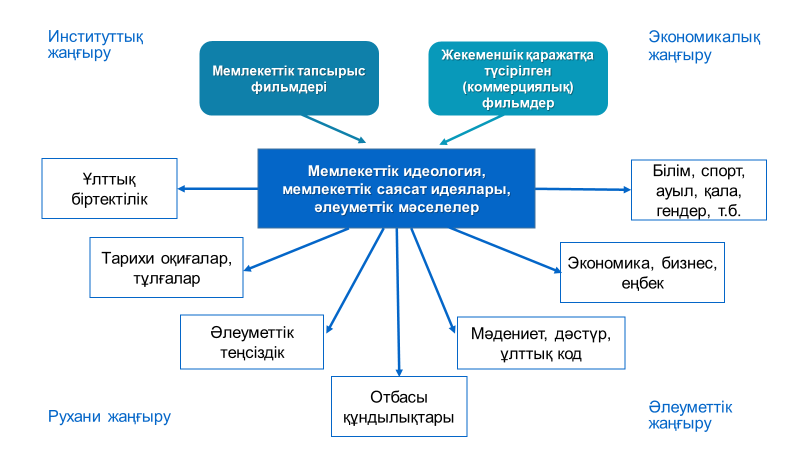 Институттық
жаңғыру
Экономикалық
жаңғыру
Мемлекеттік тапсырыс
фильмдері
Жекеменшік қаражатқа
түсірілген
(коммерциялық)
фильмдер
Мемлекеттік идеология,
мемлекеттік саясат идеялары,
әлеуметтік мәселелер
Ұлттық
біртектілік
Білім, спорт,
ауыл, қала,
гендер, т.б.
Тарихи оқиғалар,
тұлғалар
Экономика, бизнес,
еңбек
Әлеуметтік
теңсіздік
Мәдениет, дәстүр,
ұлттық код
Отбасы
құндылықтары
Рухани жаңғыру
Әлеуметтік
жаңғыру